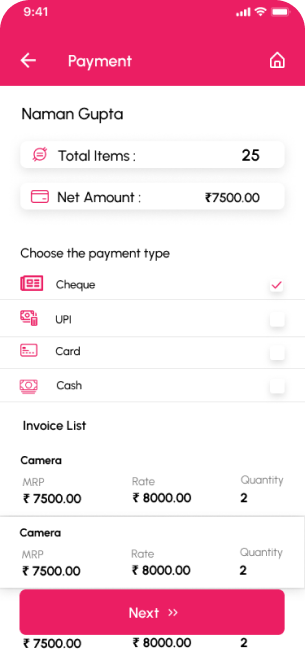 9:41
Payment
Naman Gupta
Total Items : 25
Net Amount : ₹7500.00
Choose the payment type
Cheque
UPI
Card
Cash
Invoice List
Camera
MRP Rate Quantity
₹ 7500.00 ₹ 8000.00 2
Camera
MRP Rate Quantity
₹ 7500.00 ₹ 8000.00 2
Next »
₹ 7500.00 ₹ 8000.00 2